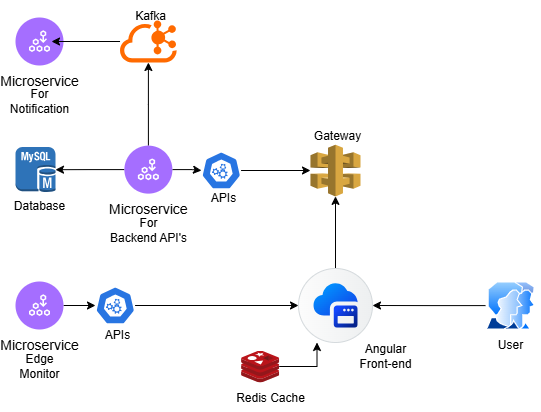 Kafka
Microservice
For
Notification
Gateway
MySQL
M
Database
APIs
Microservice
For
Backend API's
APIs
Microservice
Edge
Monitor
Angular
Front-end
User
Redis Cache